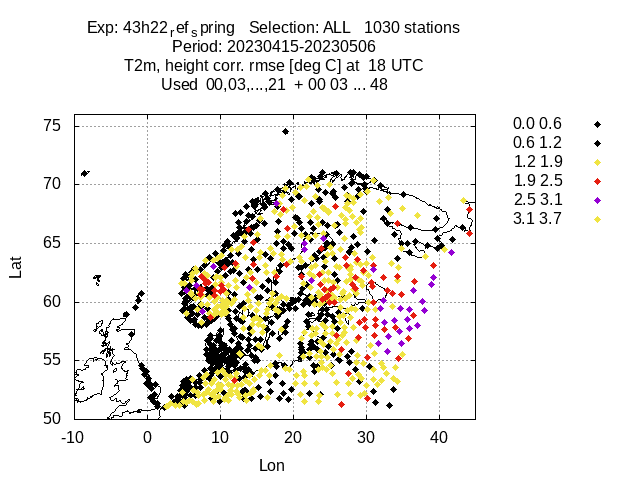 Exp: 43h22refspring Selection: ALL 1030 stations
Period: 20230415-20230506
T2m, height corr. rmse [deg C] at 18 UTC
Used 00,03,...,21 + 00 03 ... 48
75
70
65
60
55
50
Lat
-10 0 10 20 30 40
Lon
0.0 0.6
0.6 1.2
1.2 1.9
1.9 2.5
2.5 3.1
3.1 3.7